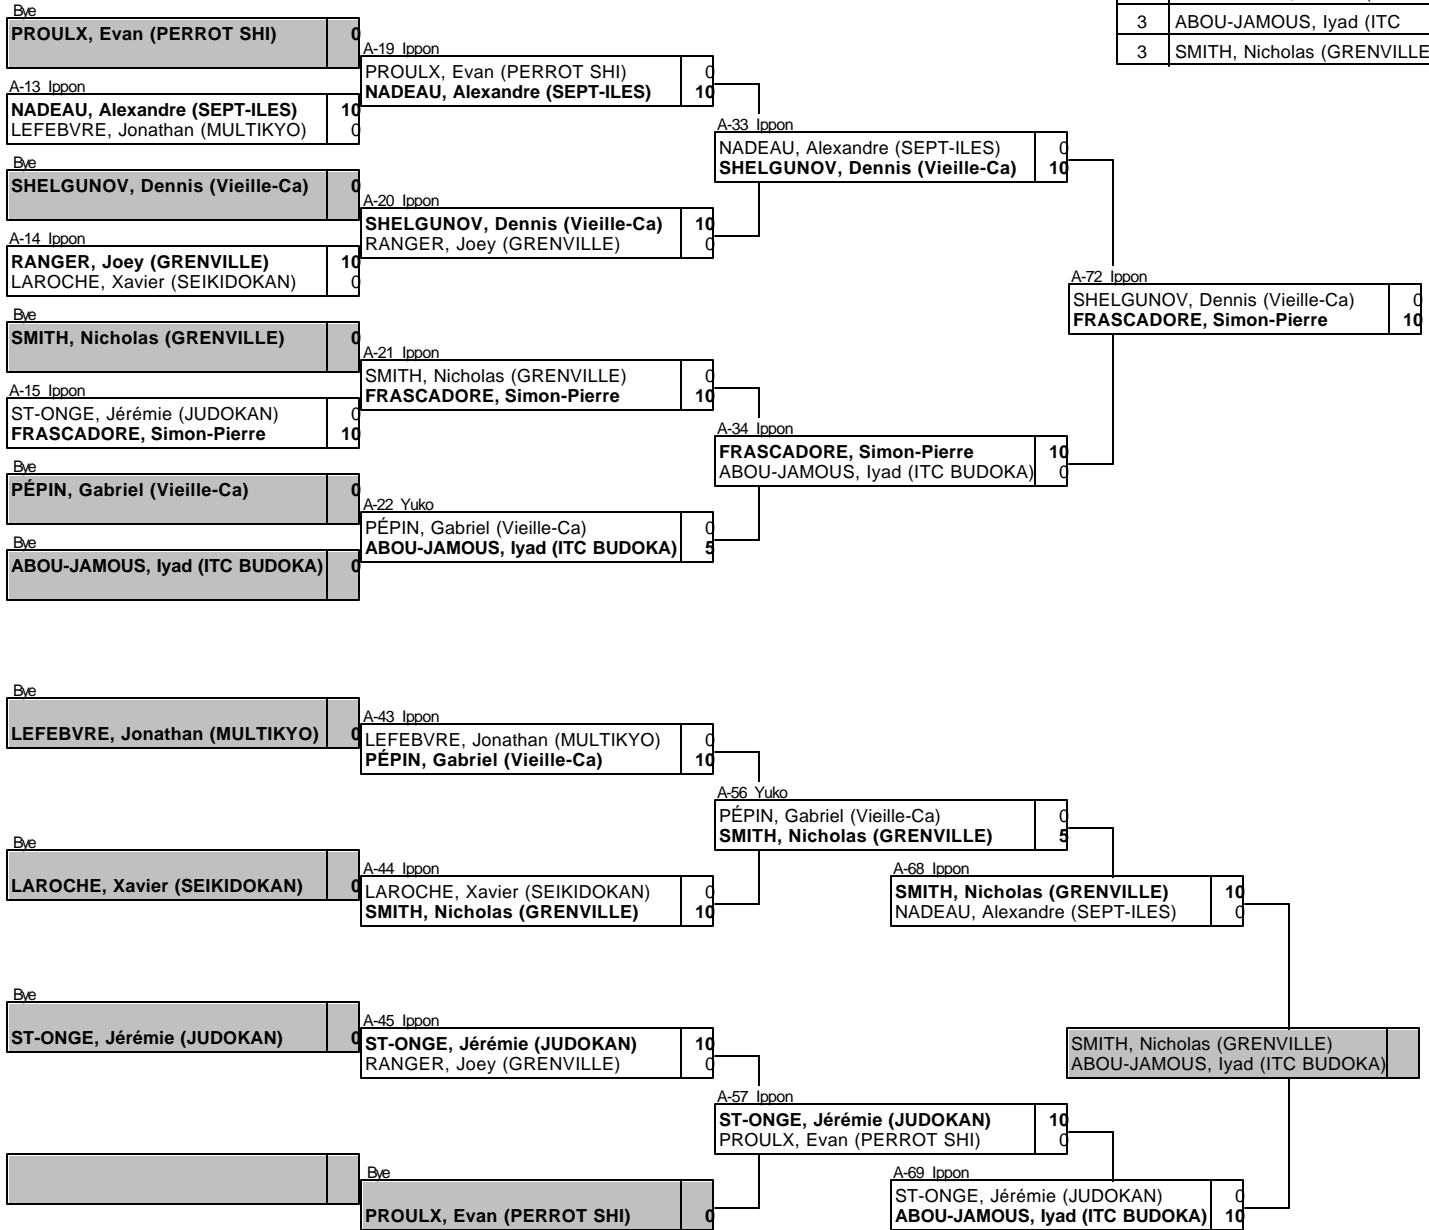 Bye
PROULX, Evan (PERROT SHI) 0
A-13 Ippon
NADEAU, Alexandre (SEPT-ILES) 10
LEFEBVRE, Jonathan (MULTIKYO) 0
Bye
SHELGUNOV, Dennis (Vieille-Ca) 0
A-14 Ippon
RANGER, Joey (GRENVILLE) 10
LAROCHE, Xavier (SEIKIDOKAN) 0
Bye
SMITH, Nicholas (GRENVILLE) 0
A-15 Ippon
ST-ONGE, Jérémie (JUDOKAN) 0
FRASCADORE, Simon-Pierre 10
Bye
PÉPIN, Gabriel (Vieille-Ca) 0
Bye
ABOU-JAMOUS, Iyad (ITC BUDOKA) 0
A-19 Ippon
PROULX, Evan (PERROT SHI) 0
NADEAU, Alexandre (SEPT-ILES) 10
A-20 Ippon
SHELGUNOV, Dennis (Vieille-Ca) 10
RANGER, Joey (GRENVILLE) 0
A-21 Ippon
SMITH, Nicholas (GRENVILLE) 0
FRASCADORE, Simon-Pierre 10
A-22 Yuko
PÉPIN, Gabriel (Vieille-Ca) 0
ABOU-JAMOUS, Iyad (ITC BUDOKA) 5
A-33 Ippon
NADEAU, Alexandre (SEPT-ILES) 0
SHELGUNOV, Dennis (Vieille-Ca) 10
A-34 Ippon
FRASCADORE, Simon-Pierre 10
ABOU-JAMOUS, Iyad (ITC BUDOKA) 0
3 ABOU-JAMOUS, Iyad (ITC
3 SMITH, Nicholas (GRENVILLE
A-72 Ippon
SHELGUNOV, Dennis (Vieille-Ca) 0
FRASCADORE, Simon-Pierre 10
Bye
LEFEBVRE, Jonathan (MULTIKYO) 0
Bye
LAROCHE, Xavier (SEIKIDOKAN) 0
Bye
ST-ONGE, Jérémie (JUDOKAN) 0
A-43 Ippon
LEFEBVRE, Jonathan (MULTIKYO) 0
PÉPIN, Gabriel (Vieille-Ca) 10
A-44 Ippon
LAROCHE, Xavier (SEIKIDOKAN) 0
SMITH, Nicholas (GRENVILLE) 10
A-45 Ippon
ST-ONGE, Jérémie (JUDOKAN) 10
RANGER, Joey (GRENVILLE) 0
Bye
PROULX, Evan (PERROT SHI) 0
A-56 Yuko
PÉPIN, Gabriel (Vieille-Ca) 0
SMITH, Nicholas (GRENVILLE) 5
A-57 Ippon
ST-ONGE, Jérémie (JUDOKAN) 10
PROULX, Evan (PERROT SHI) 0
A-68 Ippon
SMITH, Nicholas (GRENVILLE) 10
NADEAU, Alexandre (SEPT-ILES) 0
A-69 Ippon
ST-ONGE, Jérémie (JUDOKAN) 0
ABOU-JAMOUS, Iyad (ITC BUDOKA) 10
SMITH, Nicholas (GRENVILLE)
ABOU-JAMOUS, Iyad (ITC BUDOKA)